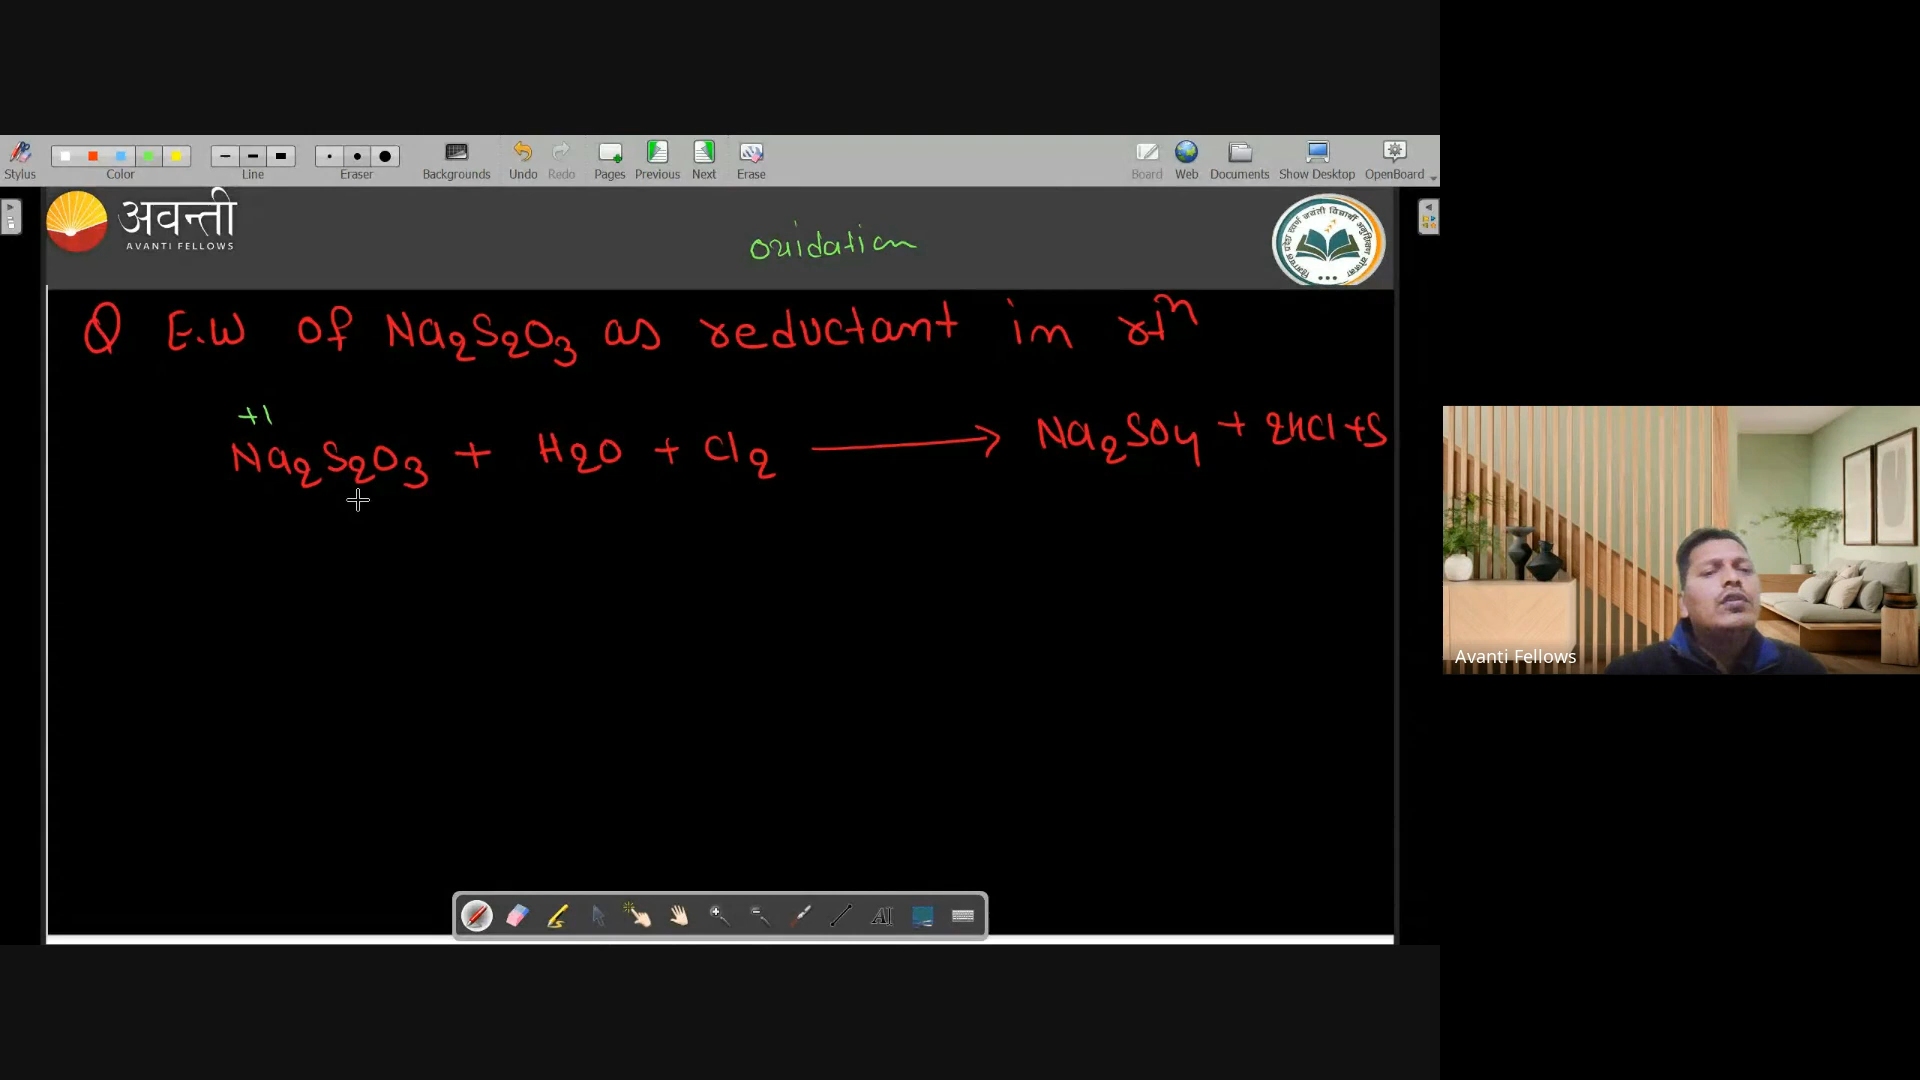 Stylus Color Line Eraser Backgrounds Undo Redo Pages Previous Next Erase Board Web Documents Show Desktop OpenBoard
अवन्ती
AVANTI FELLOWS
oxidation
Q E.W of Na2S2O3 as reductant in rxn
+1
Na2S2O3 + H2O + Cl2 ⟶ Na2SO4 + 2HCl + S
Avanti Fellows